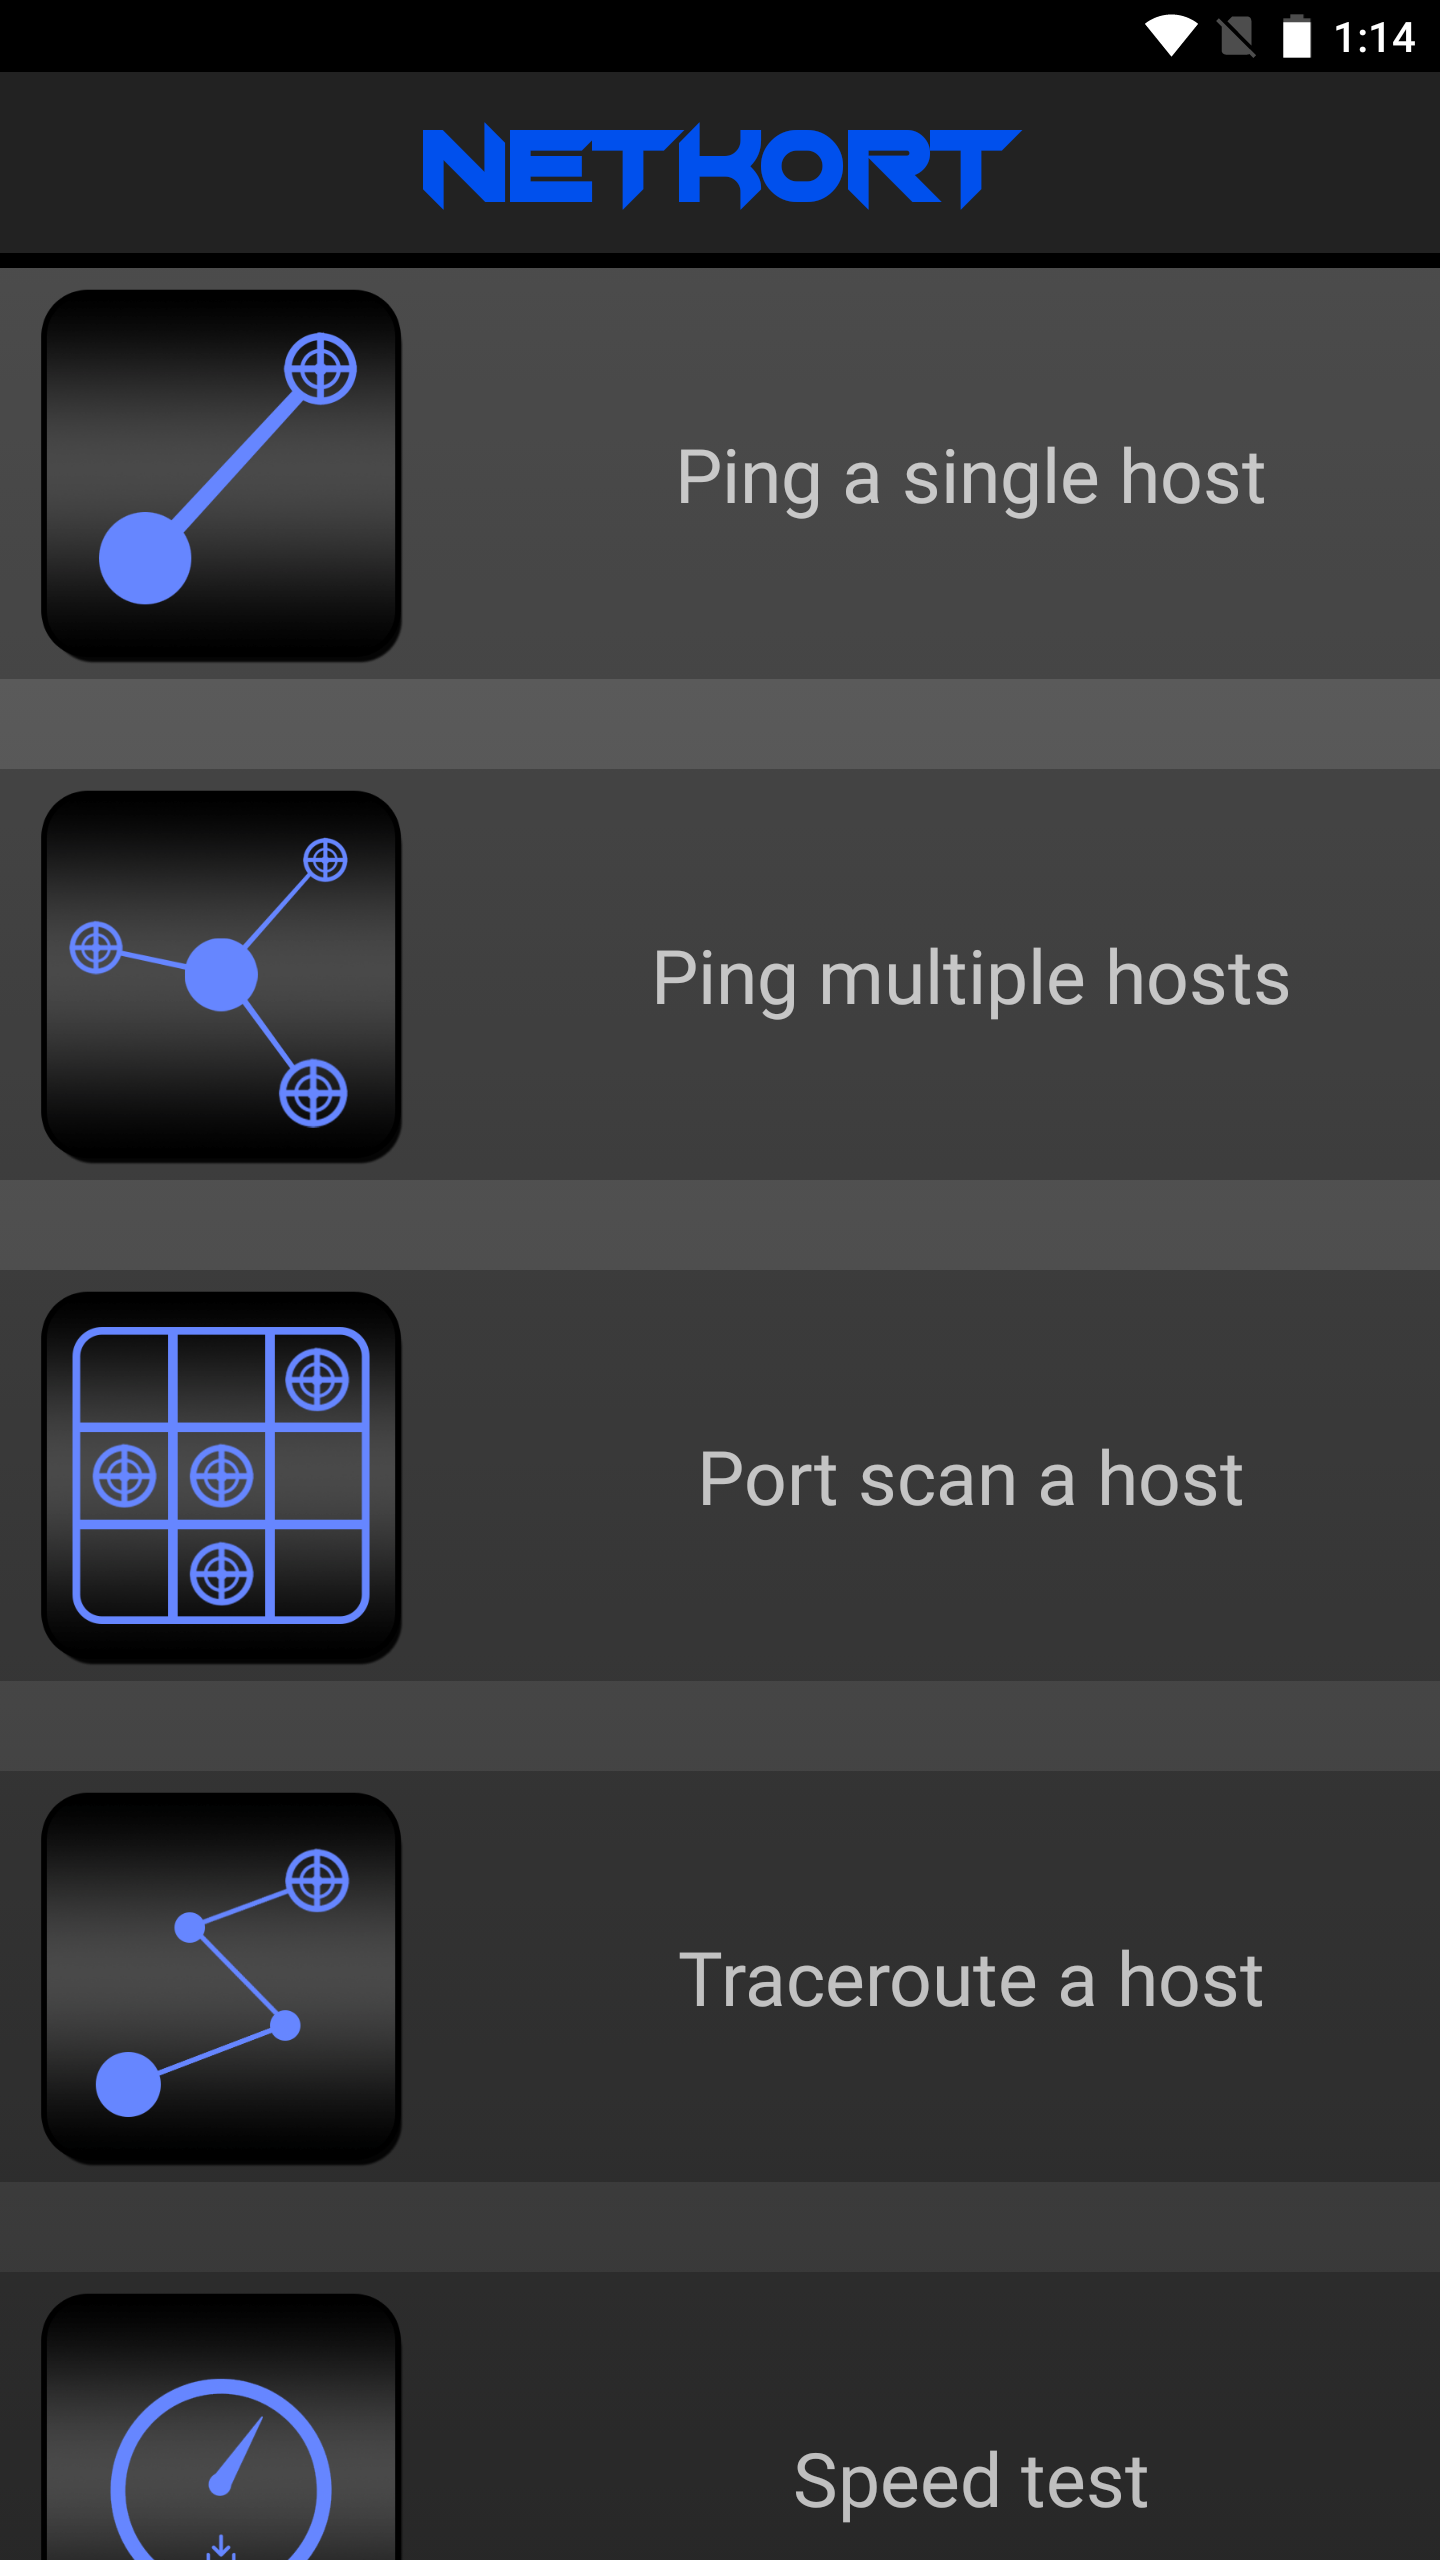 1:14
NETKORT
Ping a single host
Ping multiple hosts
Port scan a host
Traceroute a host
Speed test